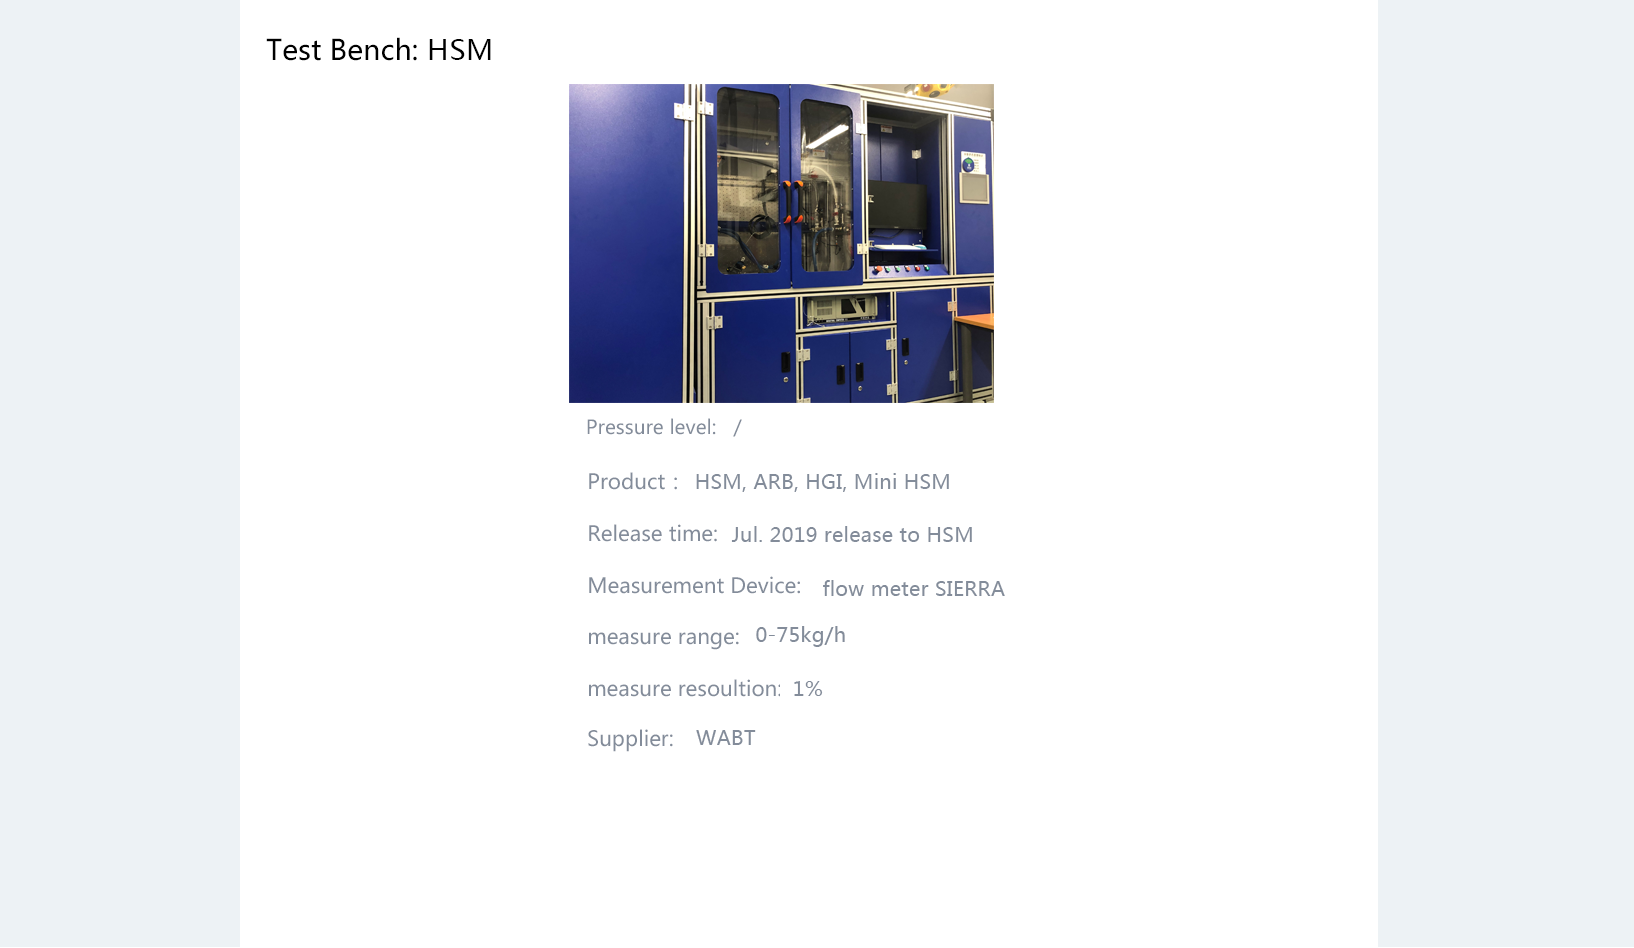 Test Bench: HSM
Pressure level: /
Product : HSM, ARB, HGI, Mini HSM
Release time: Jul. 2019 release to HSM
Measurement Device: flow meter SIERRA
measure range: 0-75kg/h
measure resoultion: 1%
Supplier: WABT